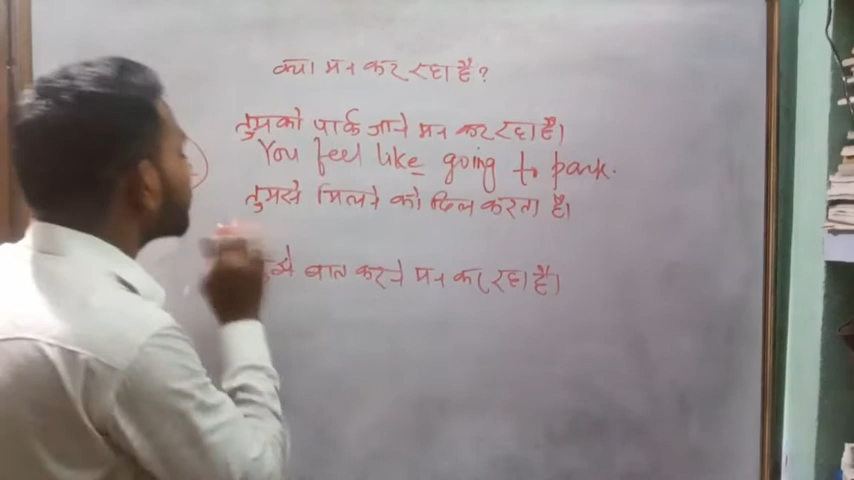 क्या मन कर रहा है?
तुमको पार्क जाने मन कर रहा है।
You feel like going to park.
तुमसे मिलने को दिल करता है।
बात करने मन कर रहा है।